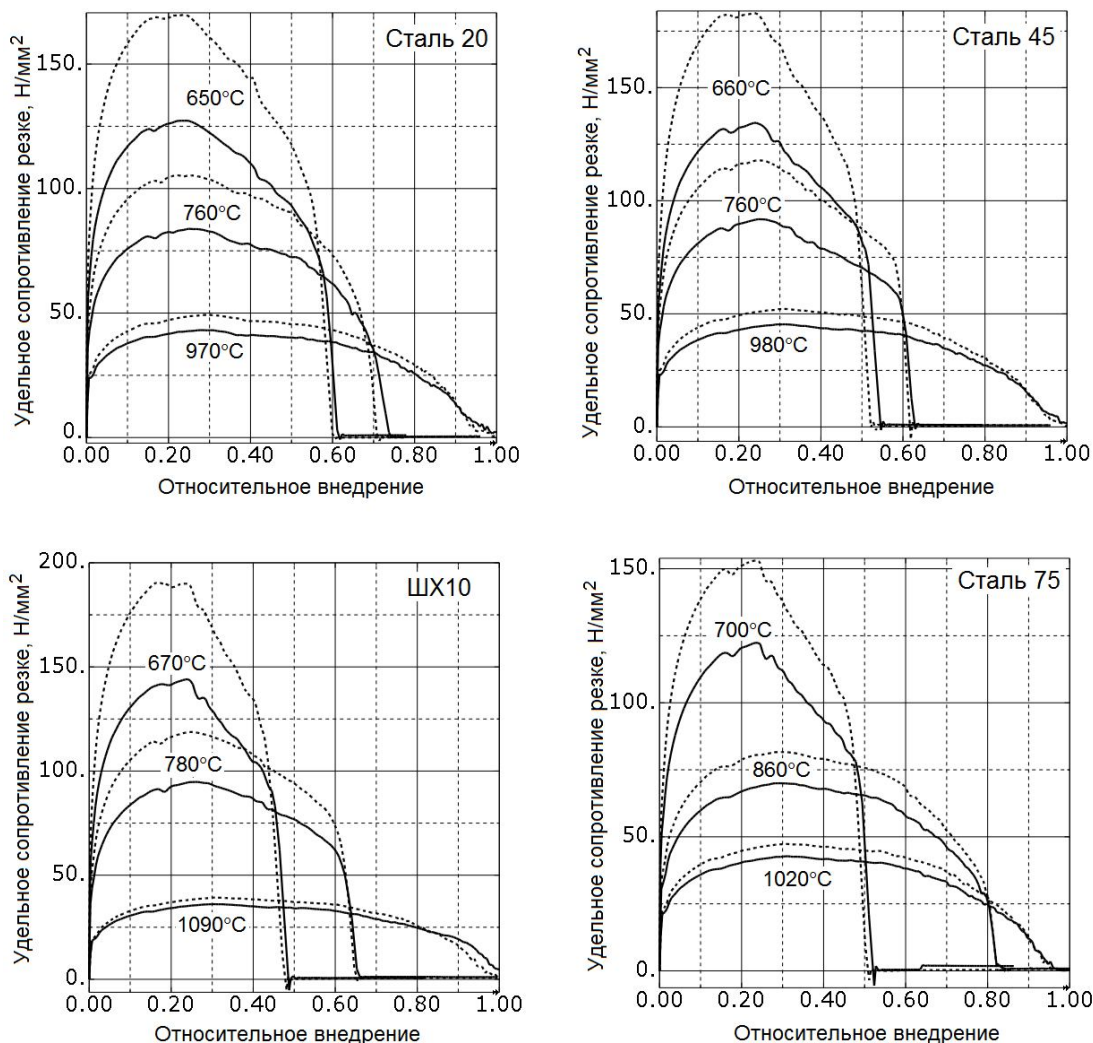 Удельное сопротивление резке, Н/мм²
150.
100.
50.
0.
Сталь 20
650°C
760°C
970°C
0.00 0.20 0.40 0.60 0.80 1.00
Относительное внедрение
Удельное сопротивление резке, Н/мм²
150.
100.
50.
0.
Сталь 45
660°C
760°C
980°C
0.00 0.20 0.40 0.60 0.80 1.00
Относительное внедрение
Удельное сопротивление резке, Н/мм²
200.
150.
100.
50.
0.
ШХ10
670°C
780°C
1090°C
0.00 0.20 0.40 0.60 0.80 1.00
Относительное внедрение
Удельное сопротивление резке, Н/мм²
150.
100.
50.
0.
Сталь 75
700°C
860°C
1020°C
0.00 0.20 0.40 0.60 0.80 1.00
Относительное внедрение